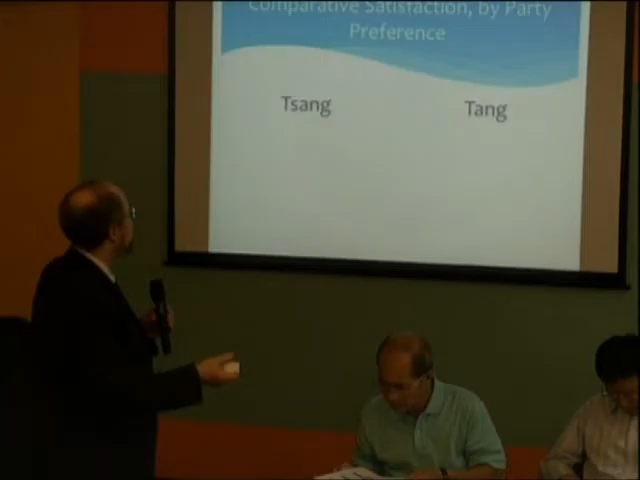 Comparative Satisfaction, by Party
Preference
Tsang
Tang